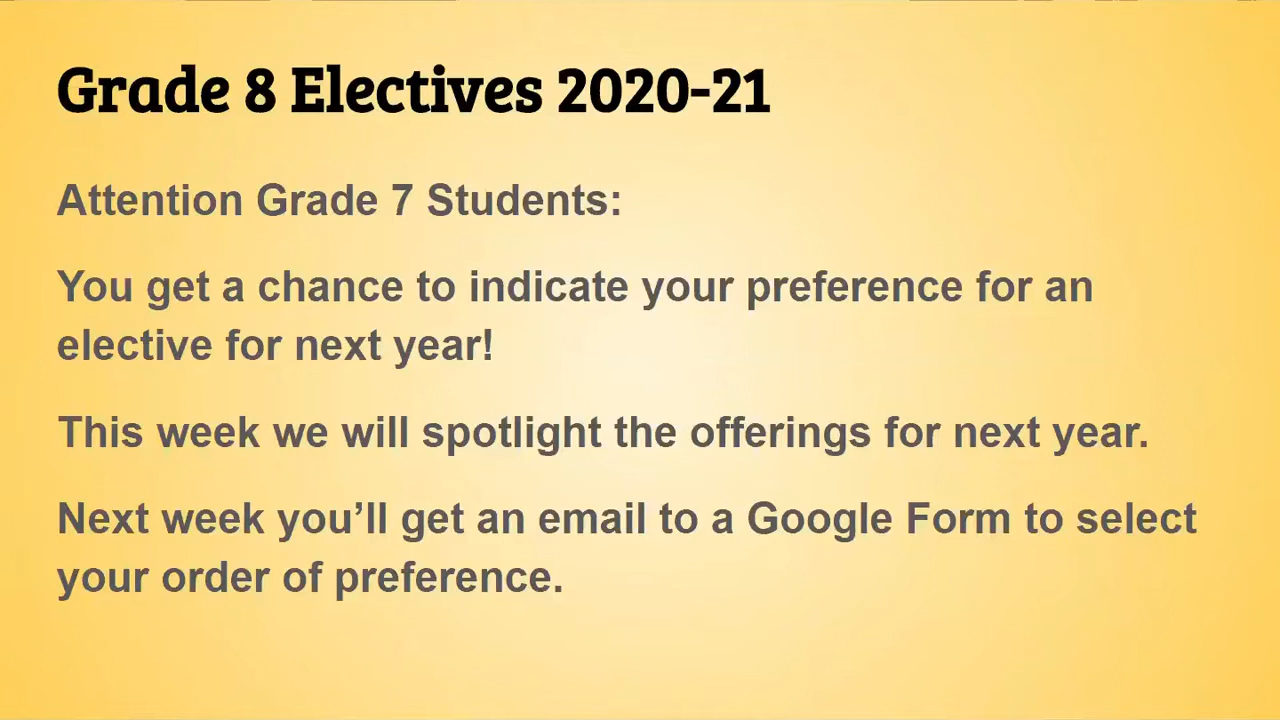 Grade 8 Electives 2020-21
Attention Grade 7 Students:
You get a chance to indicate your preference for an
elective for next year!
This week we will spotlight the offerings for next year.
Next week you’ll get an email to a Google Form to select
your order of preference.